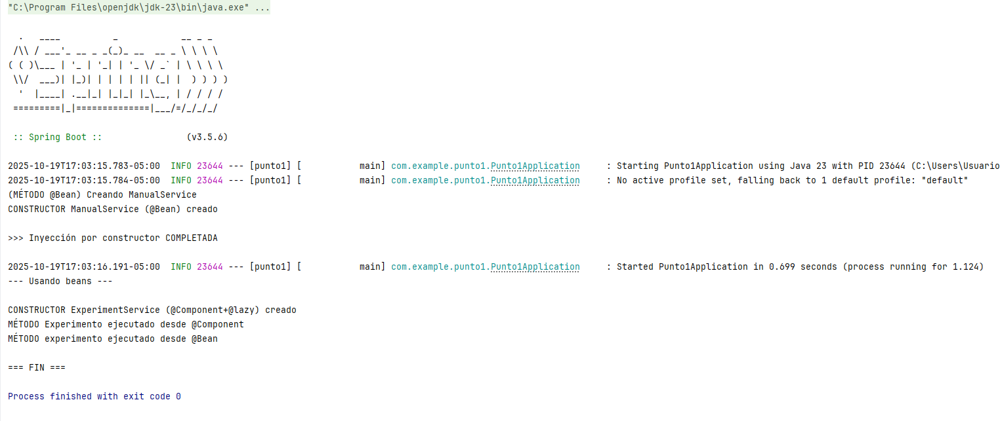 "C:\Program Files\openjdk\jdk-23\bin\java.exe" ...

  .   ____          _            __ _ _
 /\\ / ___'_ __ _ _(_)_ __  __ _ \ \ \ \
( ( )\___ | '_ | '_| | '_ \/ _` | \ \ \ \
 \\/  ___)| |_)| | | | | || (_| |  ) ) ) )
  '  |____| .__|_| |_|_| |_\__, | / / / /
 =========|_|==============|___/=/_/_/_/

 :: Spring Boot ::                (v3.5.6)

2025-10-19T17:03:15.783-05:00  INFO 23644 --- [punto1] [           main] com.example.punto1.Punto1Application     : Starting Punto1Application using Java 23 with PID 23644 (C:\Users\Usuario
2025-10-19T17:03:15.784-05:00  INFO 23644 --- [punto1] [           main] com.example.punto1.Punto1Application     : No active profile set, falling back to 1 default profile: "default"
(MÉTODO @Bean) Creando ManualService
CONSTRUCTOR ManualService (@Bean) creado

>>> Inyección por constructor COMPLETADA

2025-10-19T17:03:16.191-05:00  INFO 23644 --- [punto1] [           main] com.example.punto1.Punto1Application     : Started Punto1Application in 0.699 seconds (process running for 1.124)
--- Usando beans ---

CONSTRUCTOR ExperimentService (@Component+@lazy) creado
MÉTODO Experimento ejecutado desde @Component
MÉTODO experimento ejecutado desde @Bean

=== FIN ===

Process finished with exit code 0